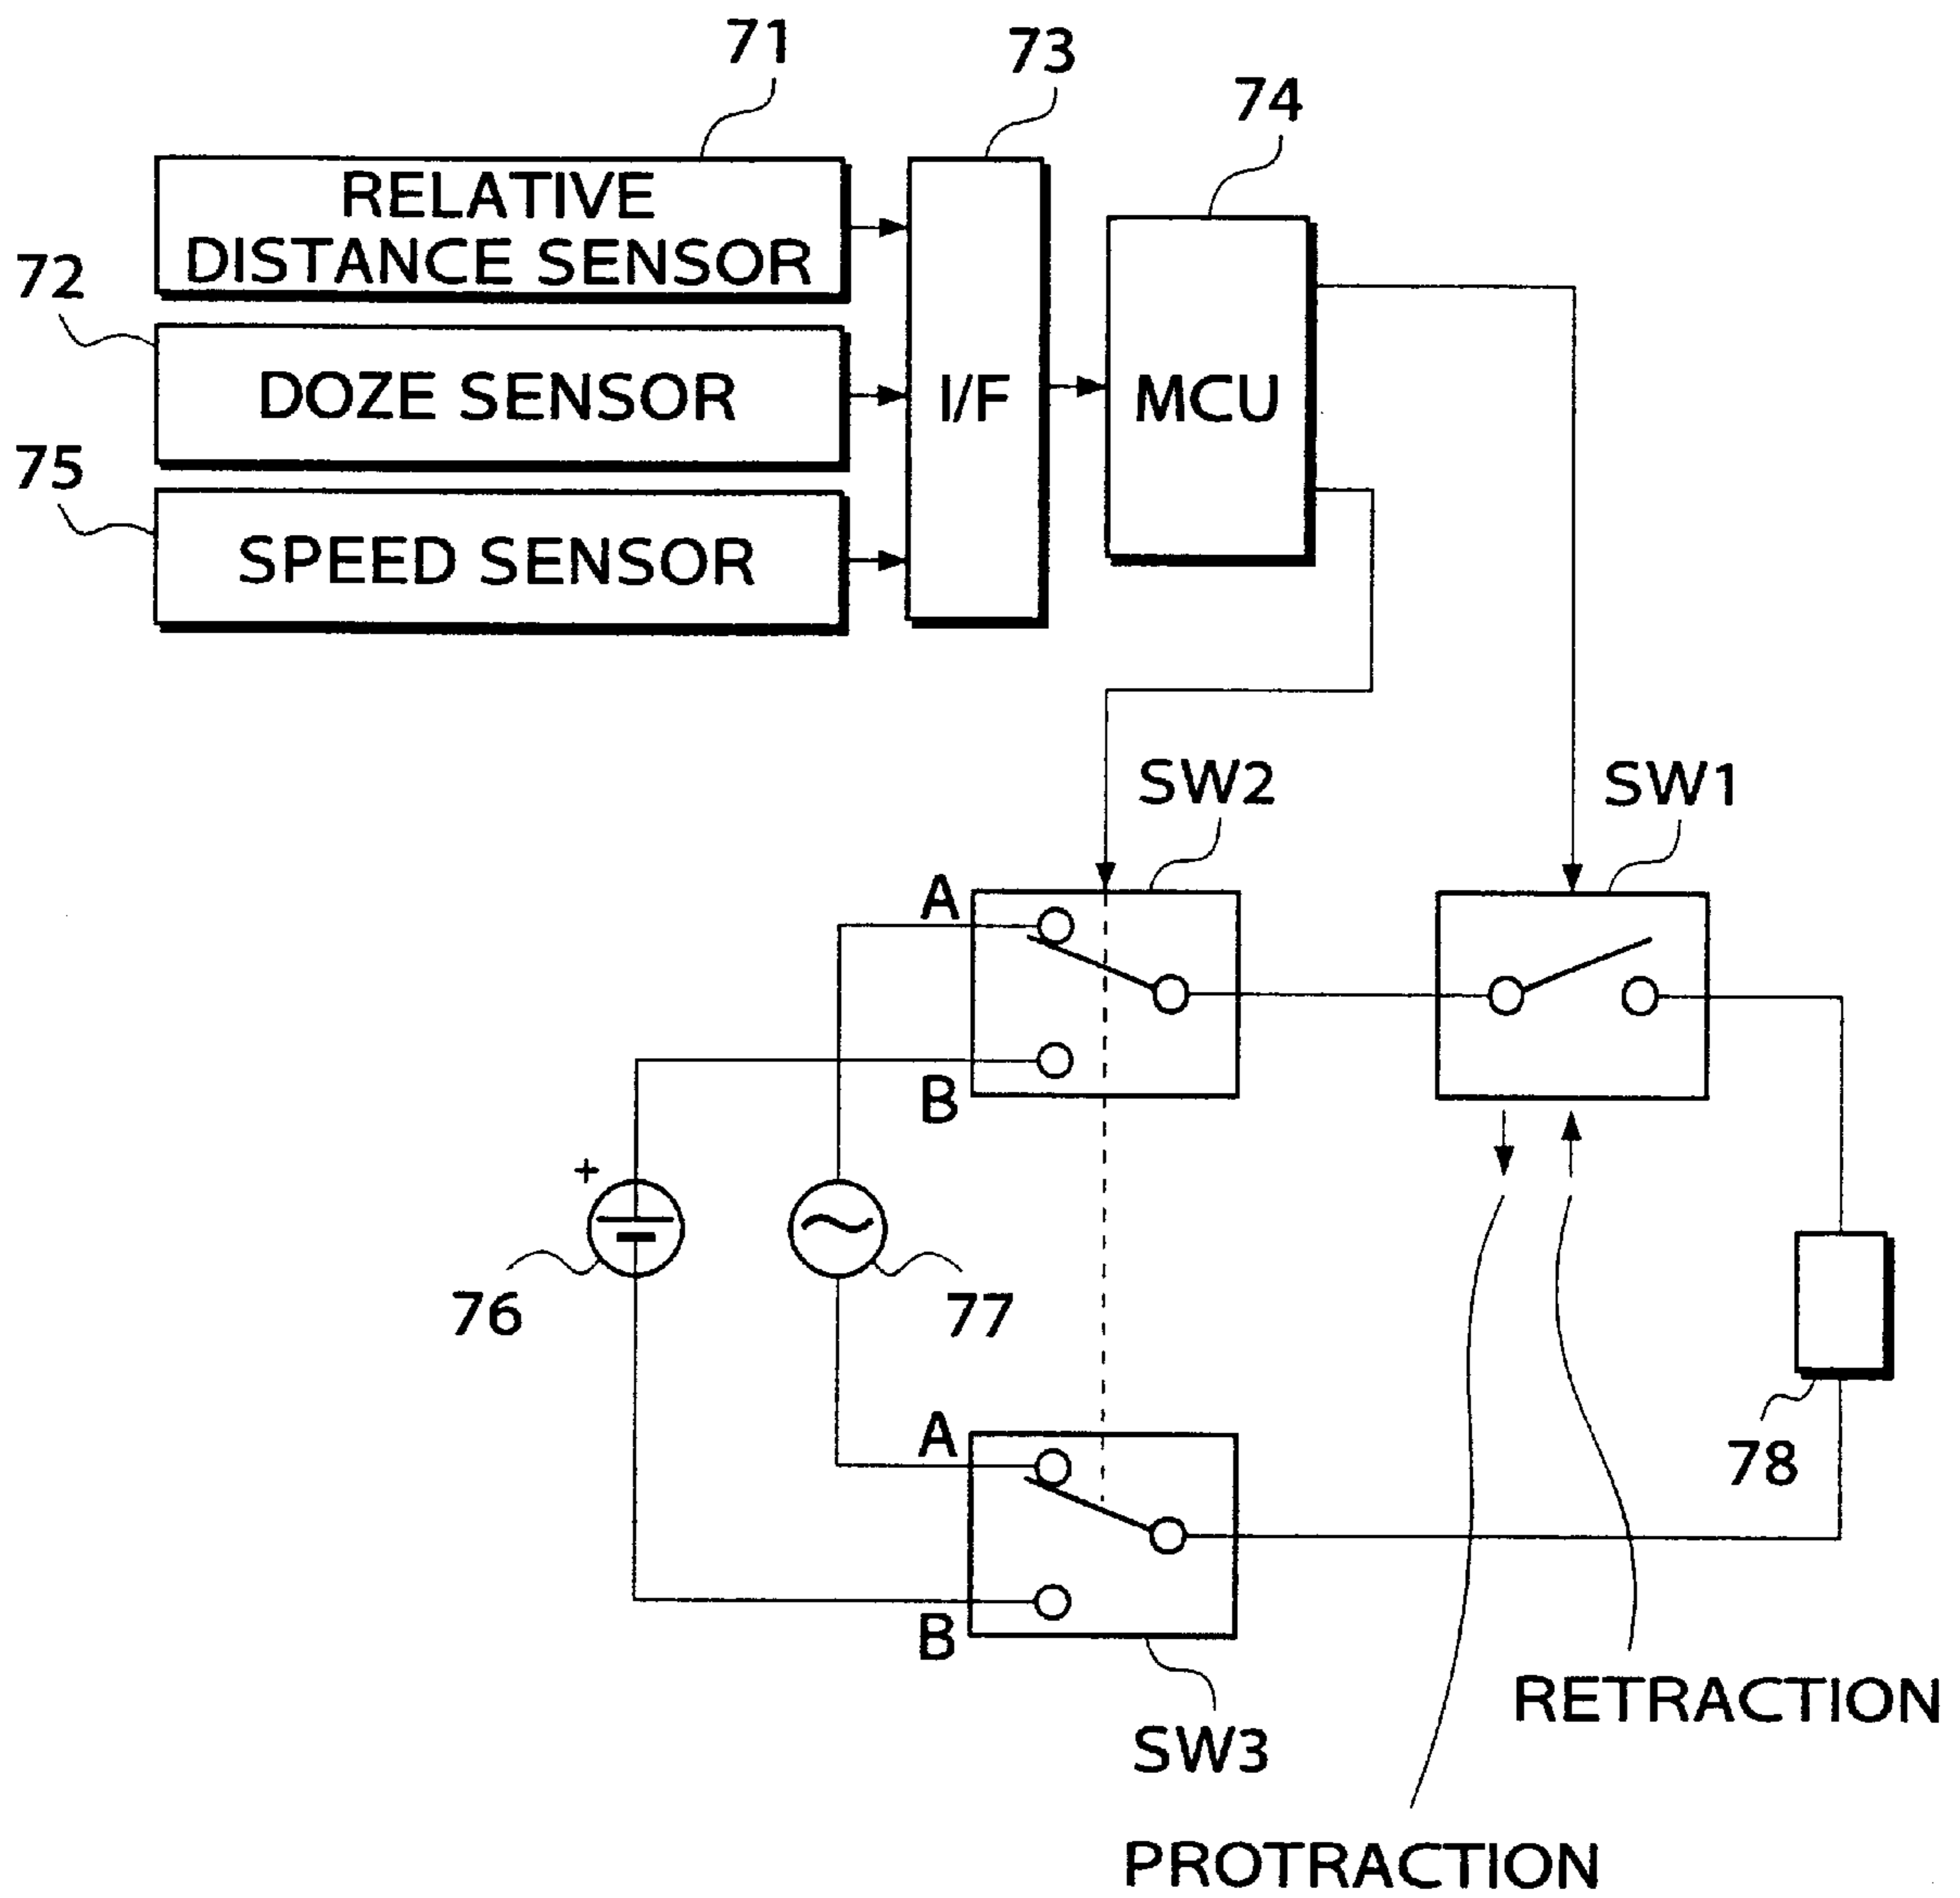 71
73
74
RELATIVE
DISTANCE SENSOR
72
DOZE SENSOR
I/F
MCU
75
SPEED SENSOR
SW2
SW1
A
B
+
76
77
A
78
B
RETRACTION
SW3
PROTRACTION